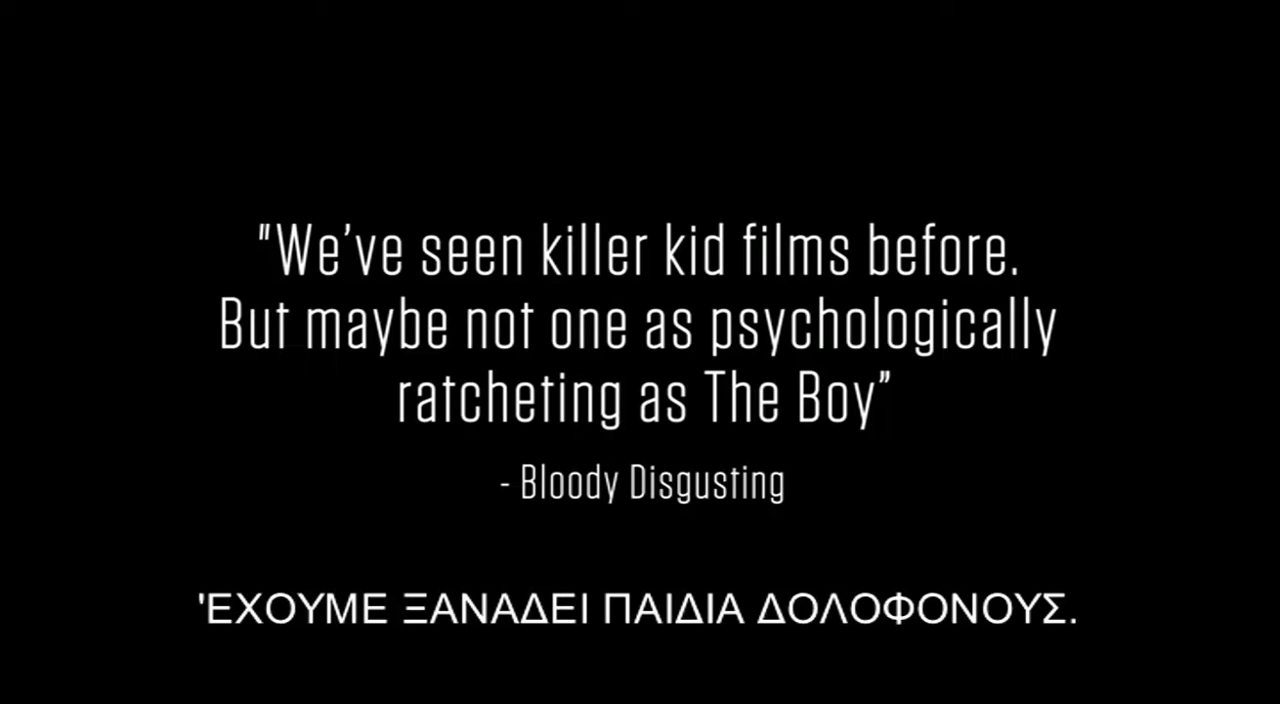 "We've seen killer kid films before.
But maybe not one as psychologically
ratcheting as The Boy"
- Bloody Disgusting
'ΕΧΟΥΜΕ ΞΑΝΑΔΕΙ ΠΑΙΔΙΑ ΔΟΛΟΦΟΝΟΥΣ.